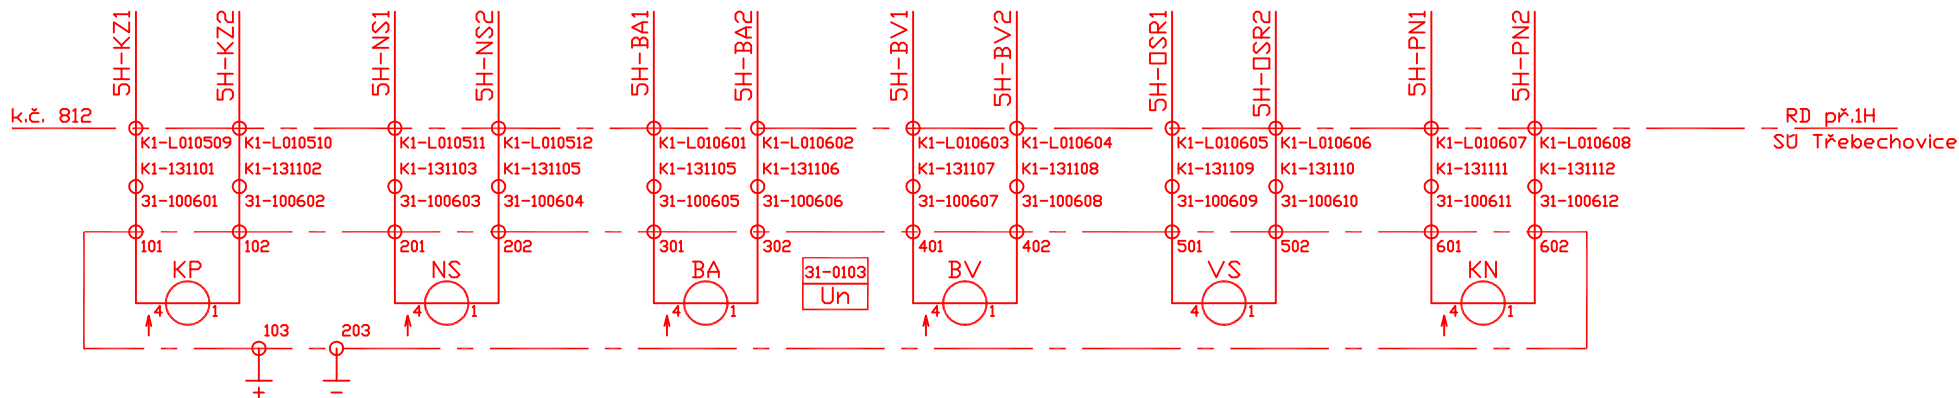 5H-KZ1 5H-KZ2 5H-NS1 5H-NS2 5H-BA1 5H-BA2 5H-BV1 5H-BV2 5H-OSR1 5H-OSR2 5H-PN1 5H-PN2
k.č. 812 RD př.1H
SÚ Třebechovice
K1-L010509 K1-L010510 K1-L010511 K1-L010512 K1-L010601 K1-L010602 K1-L010603 K1-L010604 K1-L010605 K1-L010606 K1-L010607 K1-L010608
K1-131101 K1-131102 K1-131103 K1-131105 K1-131105 K1-131106 K1-131107 K1-131108 K1-131109 K1-131110 K1-131111 K1-131112
31-100601 31-100602 31-100603 31-100604 31-100605 31-100606 31-100607 31-100608 31-100609 31-100610 31-100611 31-100612
101 102 201 202 301 302 401 402 501 502 601 602
KP NS BA 31-0103 BV VS KN
Un
4 1 4 1 4 1 4 1 4 1 4 1
103 203
+ -